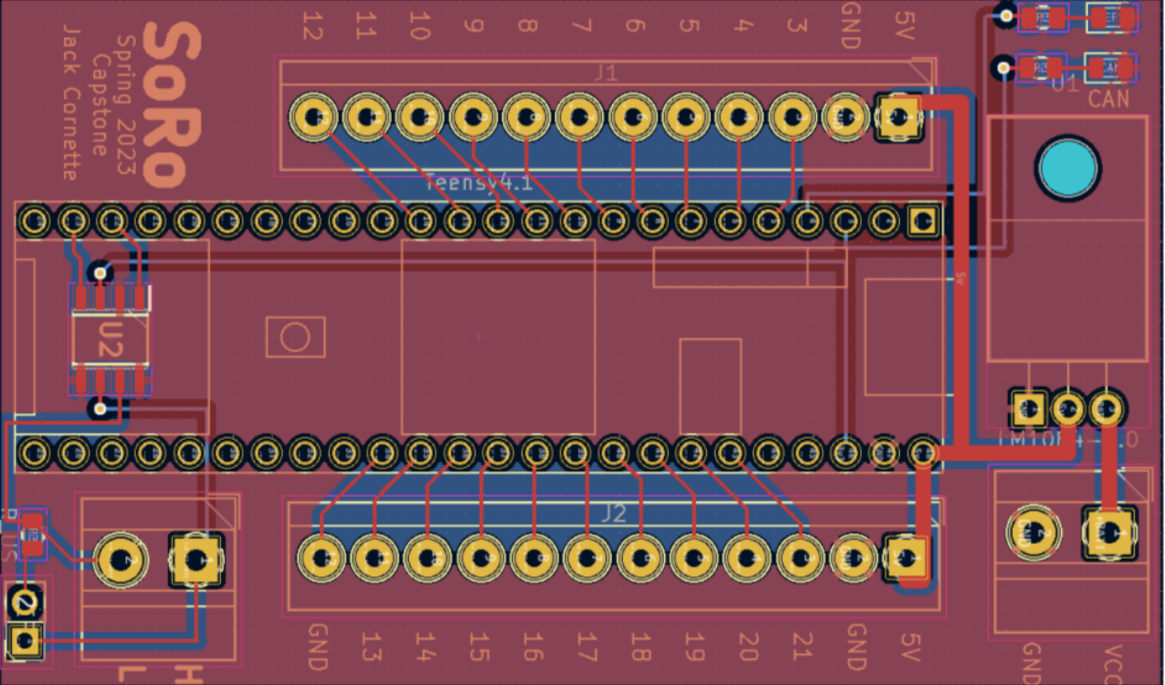 SoRo
Spring 2023
Capstone
Jack Cornette
12
11
10
9
8
7
6
5
4
3
GND
5V
J1
Teensy4.1
U1
CAN
5v
U2
J2
GND
13
14
15
16
17
18
19
20
21
GND
5V
GND
VCC
L
H